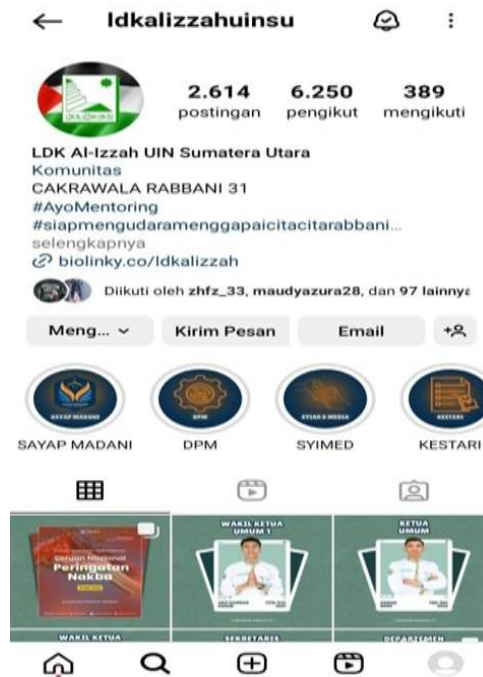 ldkalizzahuinsu
2.614 6.250 389
postingan pengikut mengikuti
LDK Al-Izzah UIN Sumatera Utara
Komunitas
CAKRAWALA RABBANI 31
#AyoMentoring
#siapmengudaramenggapaicitacitarabbani...
selengkapnya
biolinky.co/ldkalizzah
Diikuti oleh zhfz_33, maudyazura28, dan 97 lainnya
Meng... Kirim Pesan Email
SAYAP MADANI DPM SYIMED KESTARI
Seruan Nasional
Peringatan
Nakba
WAKIL KETUA
UMUM 1
KETUA
UMUM
WAKIL KETUA SEKRETARIS DEPARTEMEN